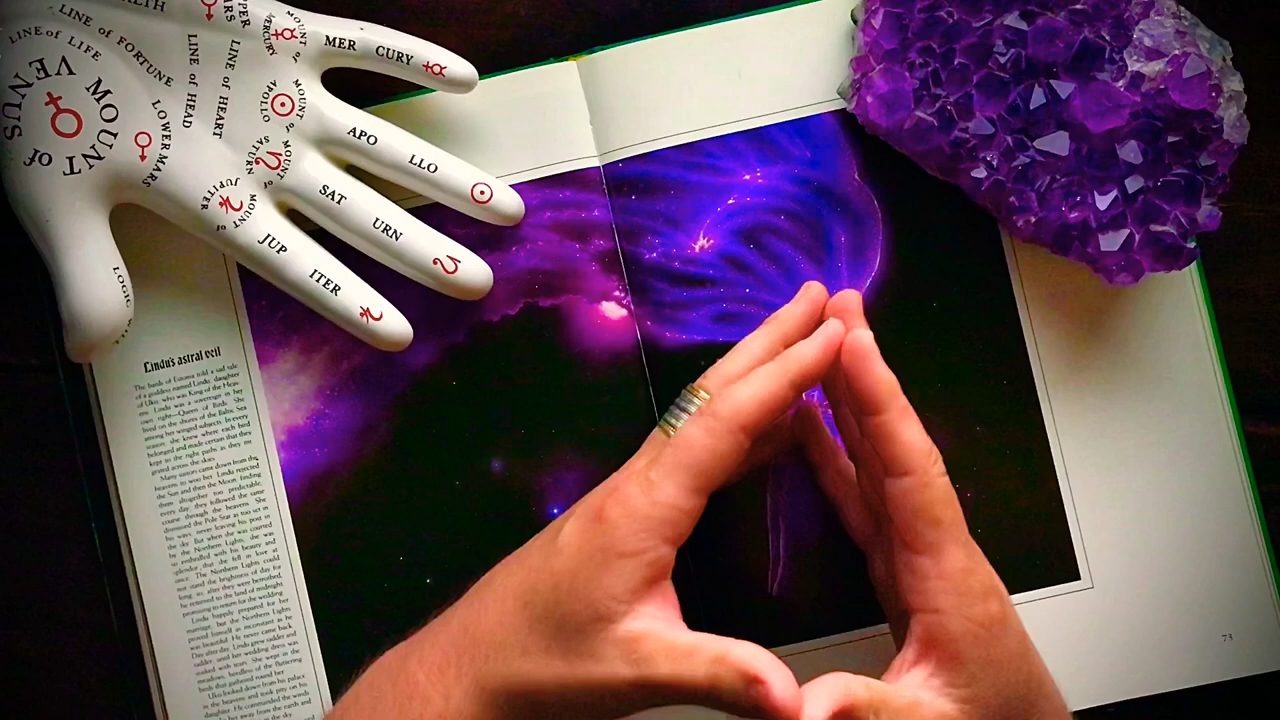 LTH
LINE of FORTUNE
LINE of LIFE
MOUNT of VENUS
LOWER MARS
LINE of HEAD
LINE of HEART
UPPER MARS
MOUNT of MERCURY
MER CURY
MOUNT of APOLLO
APO LLO
MOUNT of SATURN
SAT URN
MOUNT of JUPITER
JUP ITER
LOGIC
Lindu's astral veil
The bards of Estonia told a sad tale
of a goddess named Lindu, daughter
of Uko, who was King of the Heav-
ens. Lindu was a sovereign in her
own right—Queen of Birds. She
lived on the shores of the Baltic Sea
among her winged subjects. In every
season, she knew where each bird
belonged and made certain that they
kept to the right paths as they mi-
grated across the skies.
Many suitors came down from the
heavens to woo her. Lindu rejected
the Sun and then the Moon, finding
them altogether too predictable;
every day, they followed the same
course through the heavens. She
dismissed the Pole Star as too set in
his ways, never leaving his post in
the sky. But when she was courted
by the Northern Lights, she was
so enthralled with his beauty and
splendor, that she fell in love at
once. The Northern Lights could
not stand the brightness of day for
long, so, after they were betrothed,
he returned to the land of midnight,
promising to return for the wedding.
Lindu happily prepared for her
marriage, but the Northern Lights
proved himself as inconstant as he
was beautiful. He never came back.
Day after day, Lindu grew sadder and
sadder, until her wedding dress was
soaked with tears. She wept in the
meadows, heedless of the fluttering
birds that gathered round her.
Uko looked down from his palace
in the heavens and took pity on his
daughter. He commanded the winds
her away from the earth and
the sky
73